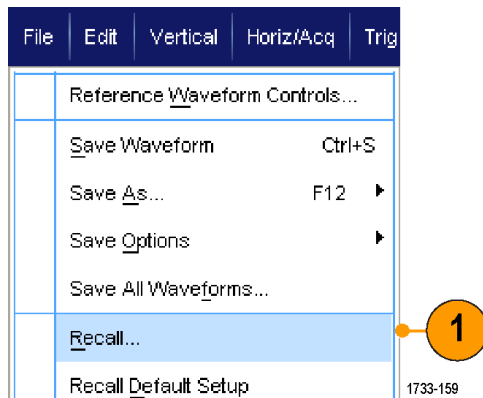 File Edit Vertical Horiz/Acq Trig
Reference Waveform Controls...
Save Waveform Ctrl+S
Save As... F12
Save Options
Save All Waveforms...
Recall...
1
Recall Default Setup
1733-159